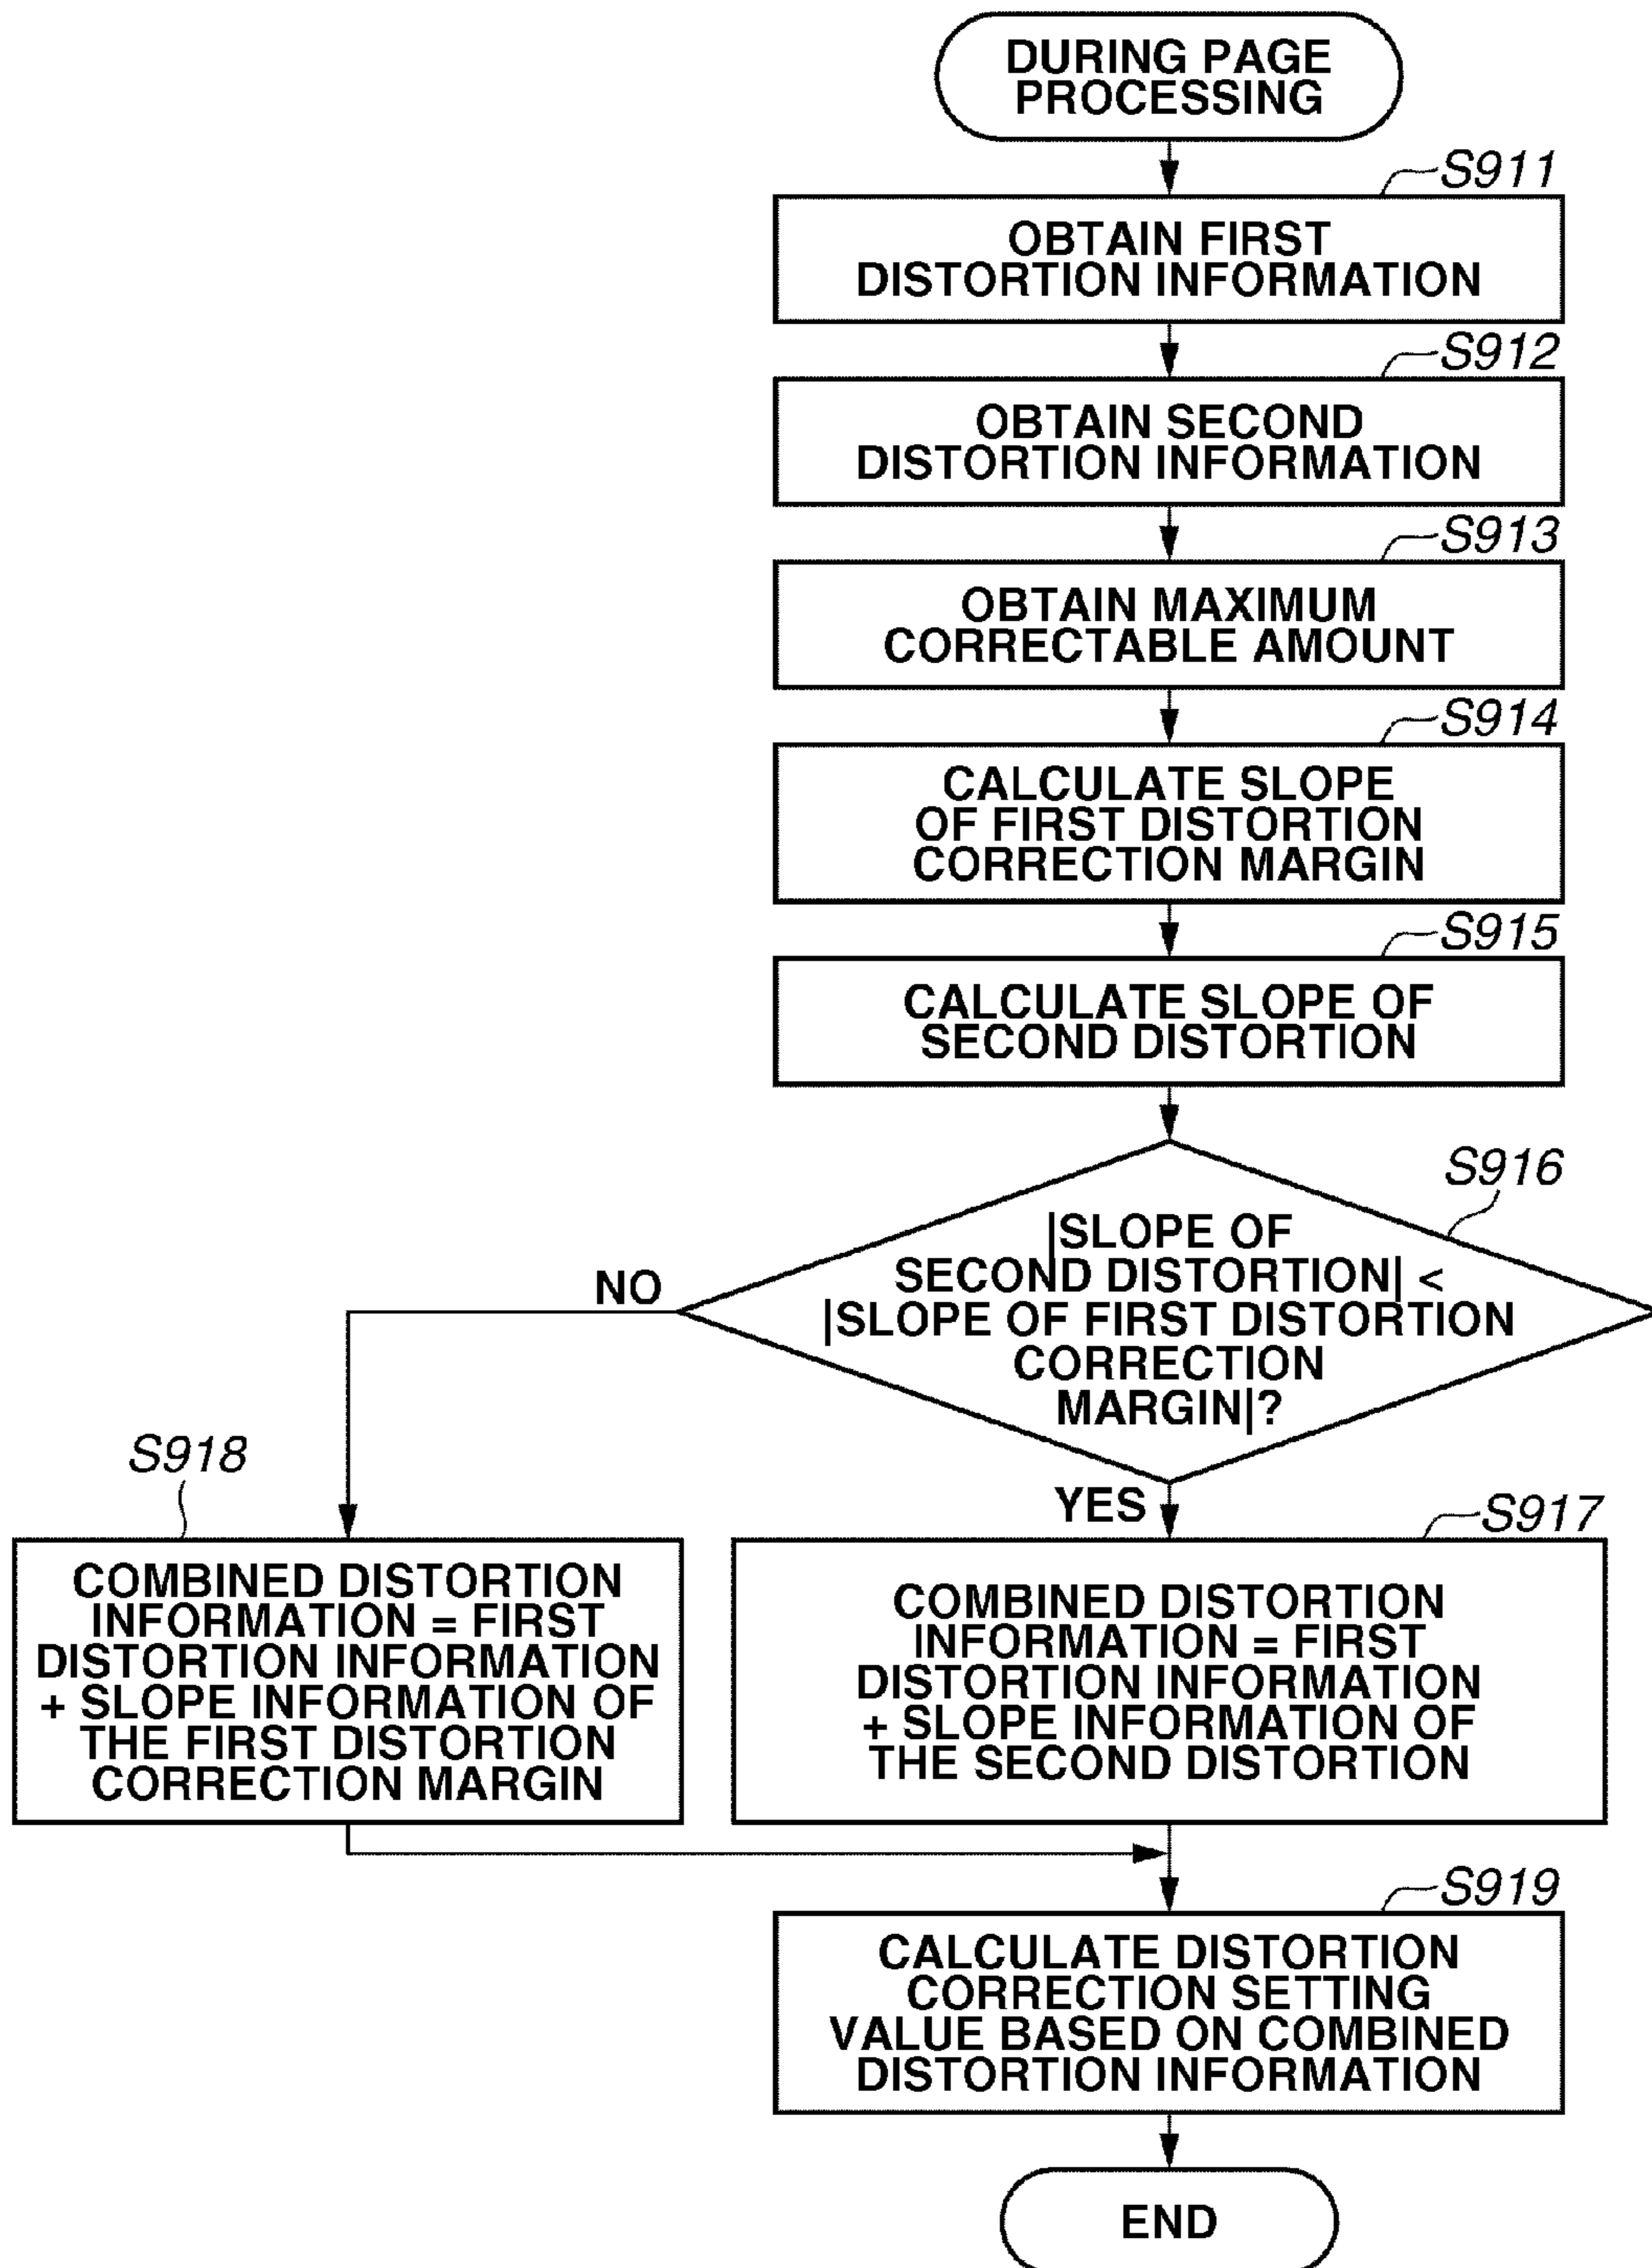 DURING PAGE
PROCESSING
S911
OBTAIN FIRST
DISTORTION INFORMATION
S912
OBTAIN SECOND
DISTORTION INFORMATION
S913
OBTAIN MAXIMUM
CORRECTABLE AMOUNT
S914
CALCULATE SLOPE
OF FIRST DISTORTION
CORRECTION MARGIN
S915
CALCULATE SLOPE OF
SECOND DISTORTION
S916
|SLOPE OF
SECOND DISTORTION| <
|SLOPE OF FIRST DISTORTION
CORRECTION
MARGIN|?
NO
YES
S918
COMBINED DISTORTION
INFORMATION = FIRST
DISTORTION INFORMATION
+ SLOPE INFORMATION OF
THE FIRST DISTORTION
CORRECTION MARGIN
S917
COMBINED DISTORTION
INFORMATION = FIRST
DISTORTION INFORMATION
+ SLOPE INFORMATION OF
THE SECOND DISTORTION
S919
CALCULATE DISTORTION
CORRECTION SETTING
VALUE BASED ON COMBINED
DISTORTION INFORMATION
END